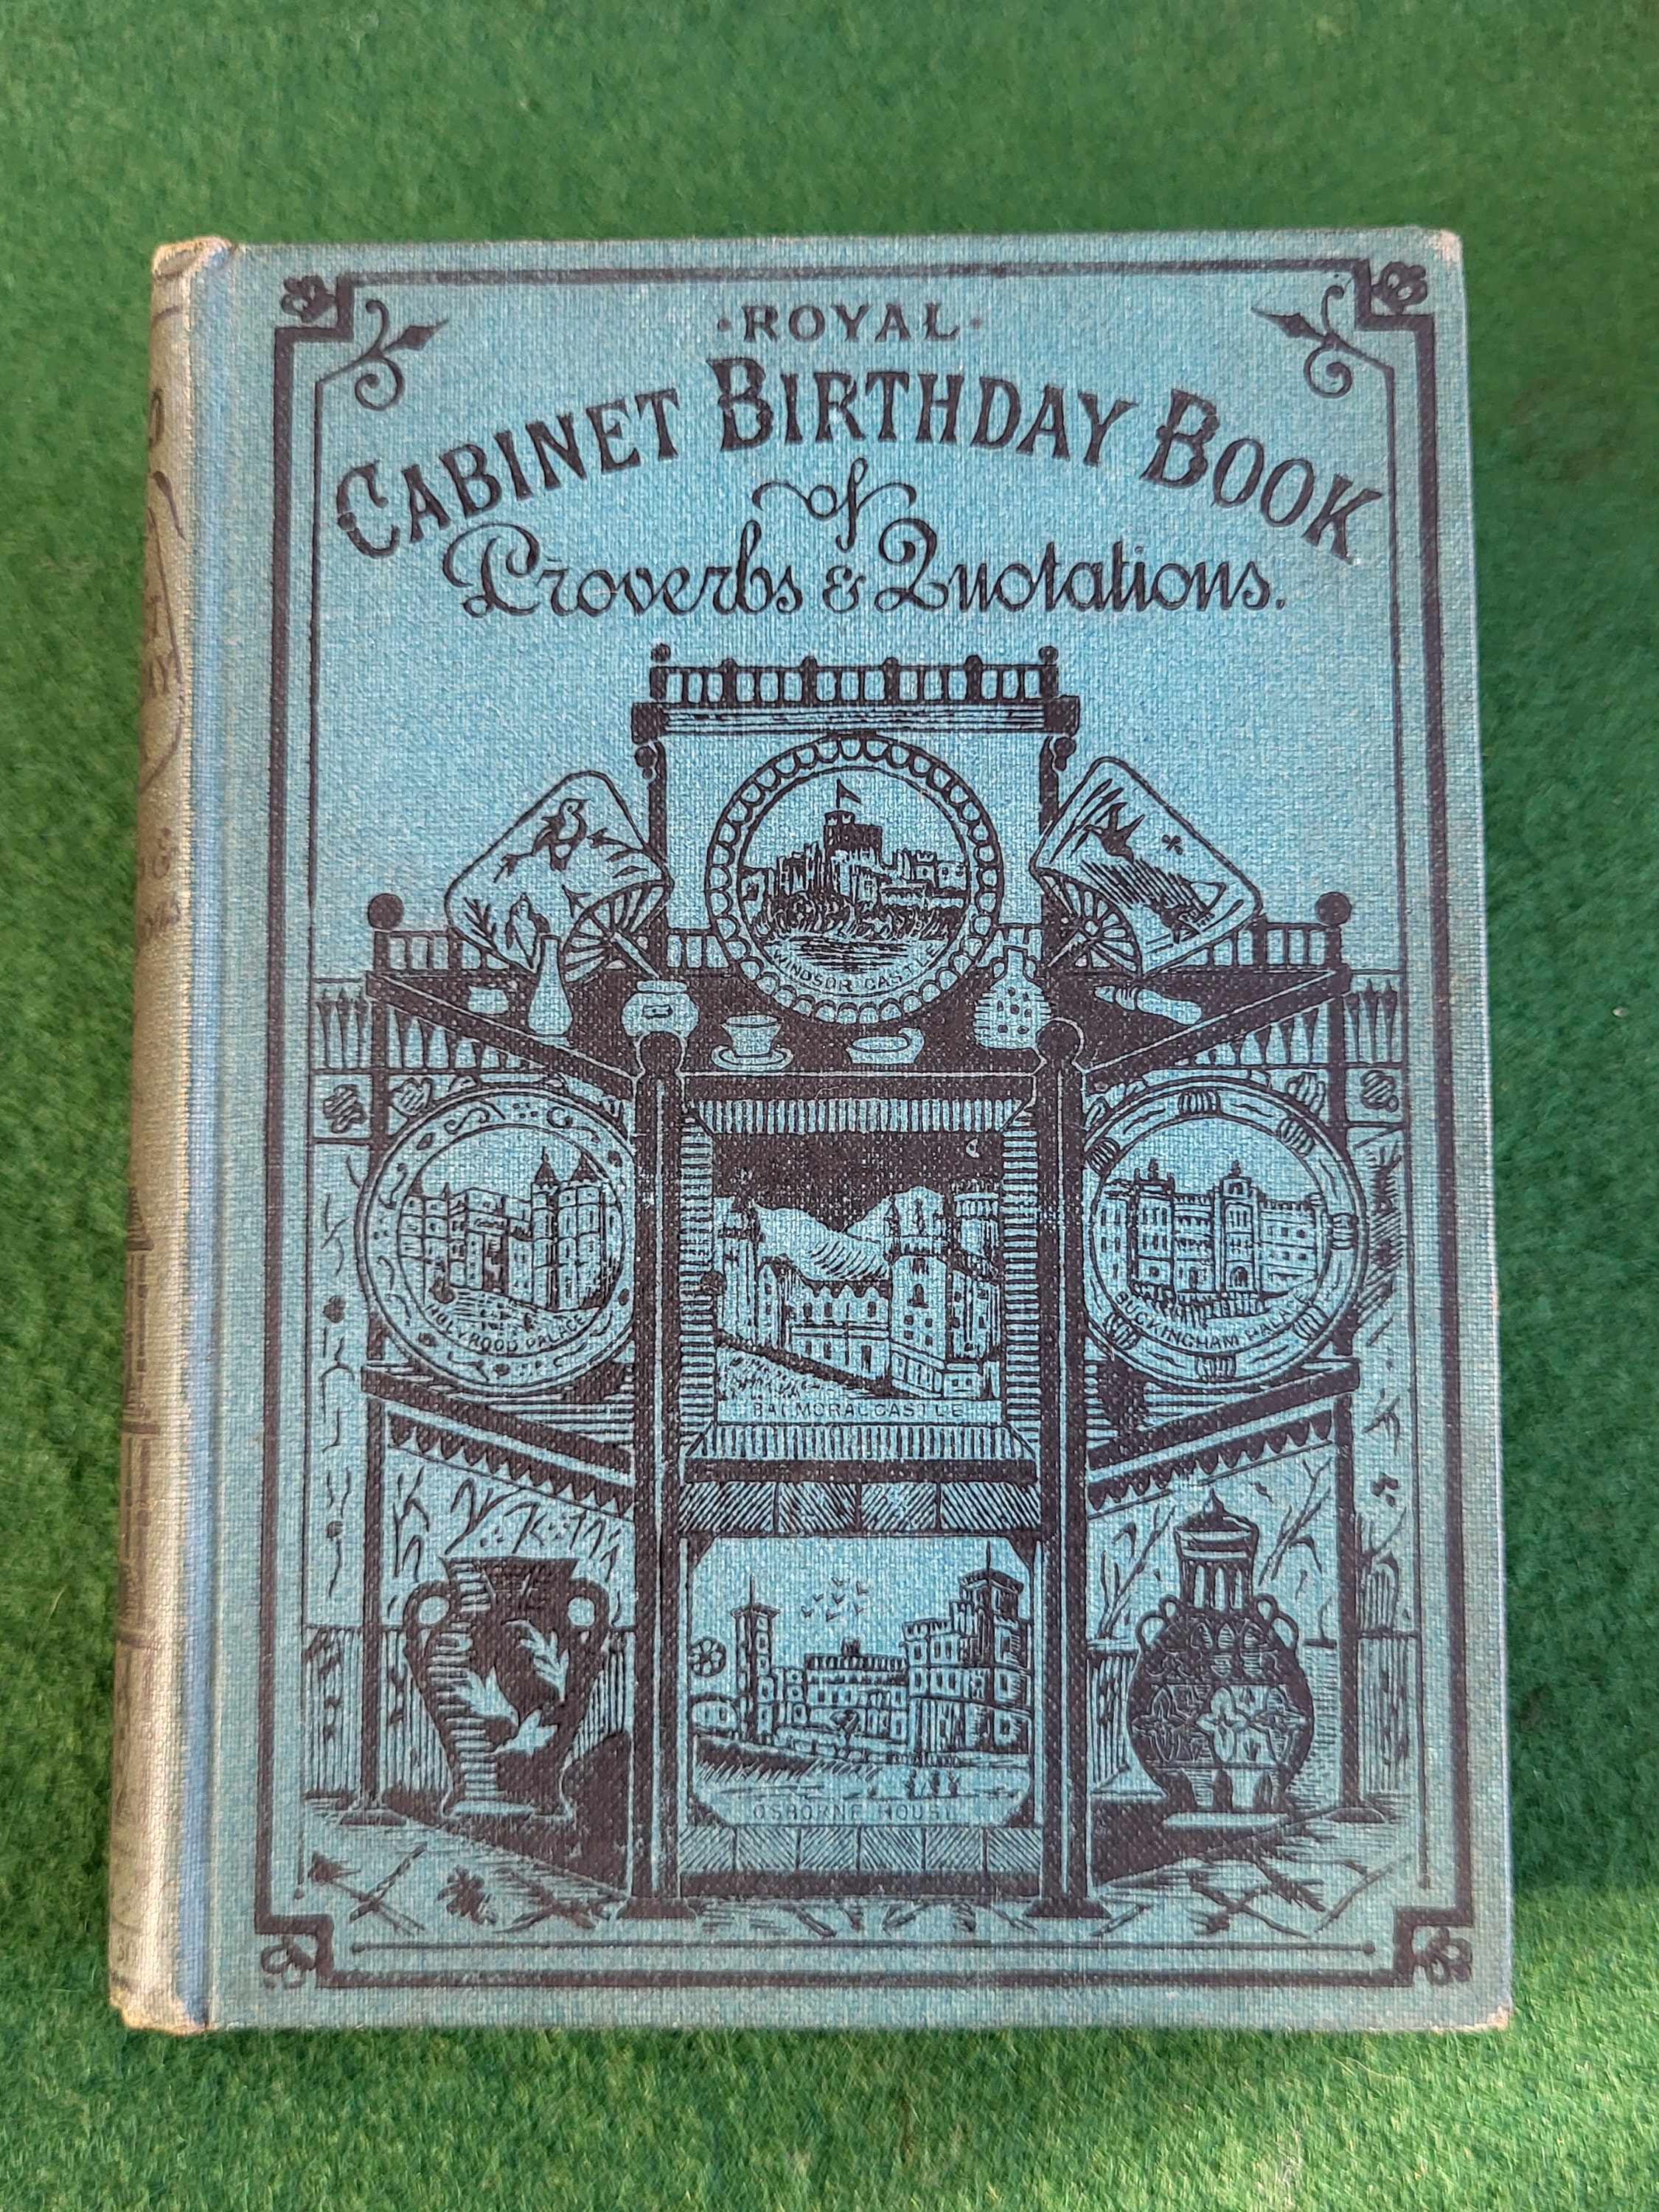 ·ROYAL·
CABINET BIRTHDAY BOOK
of
Proverbs & Quotations.
WINDSOR CASTLE
HOLYROOD PALACE
BUCKINGHAM PALACE
BALMORAL CASTLE
OSBORNE HOUSE